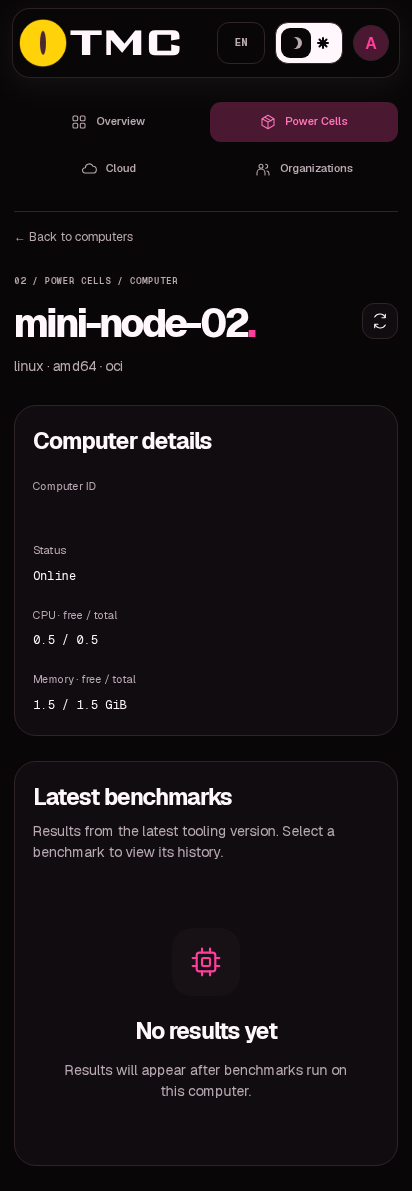 TMC
EN
A
Overview
Power Cells
Cloud
Organizations
← Back to computers
02 / POWER CELLS / COMPUTER
mini-node-02.
linux · amd64 · oci
Computer details
Computer ID
Status
Online
CPU · free / total
0.5 / 0.5
Memory · free / total
1.5 / 1.5 GiB
Latest benchmarks
Results from the latest tooling version. Select a
benchmark to view its history.
No results yet
Results will appear after benchmarks run on
this computer.